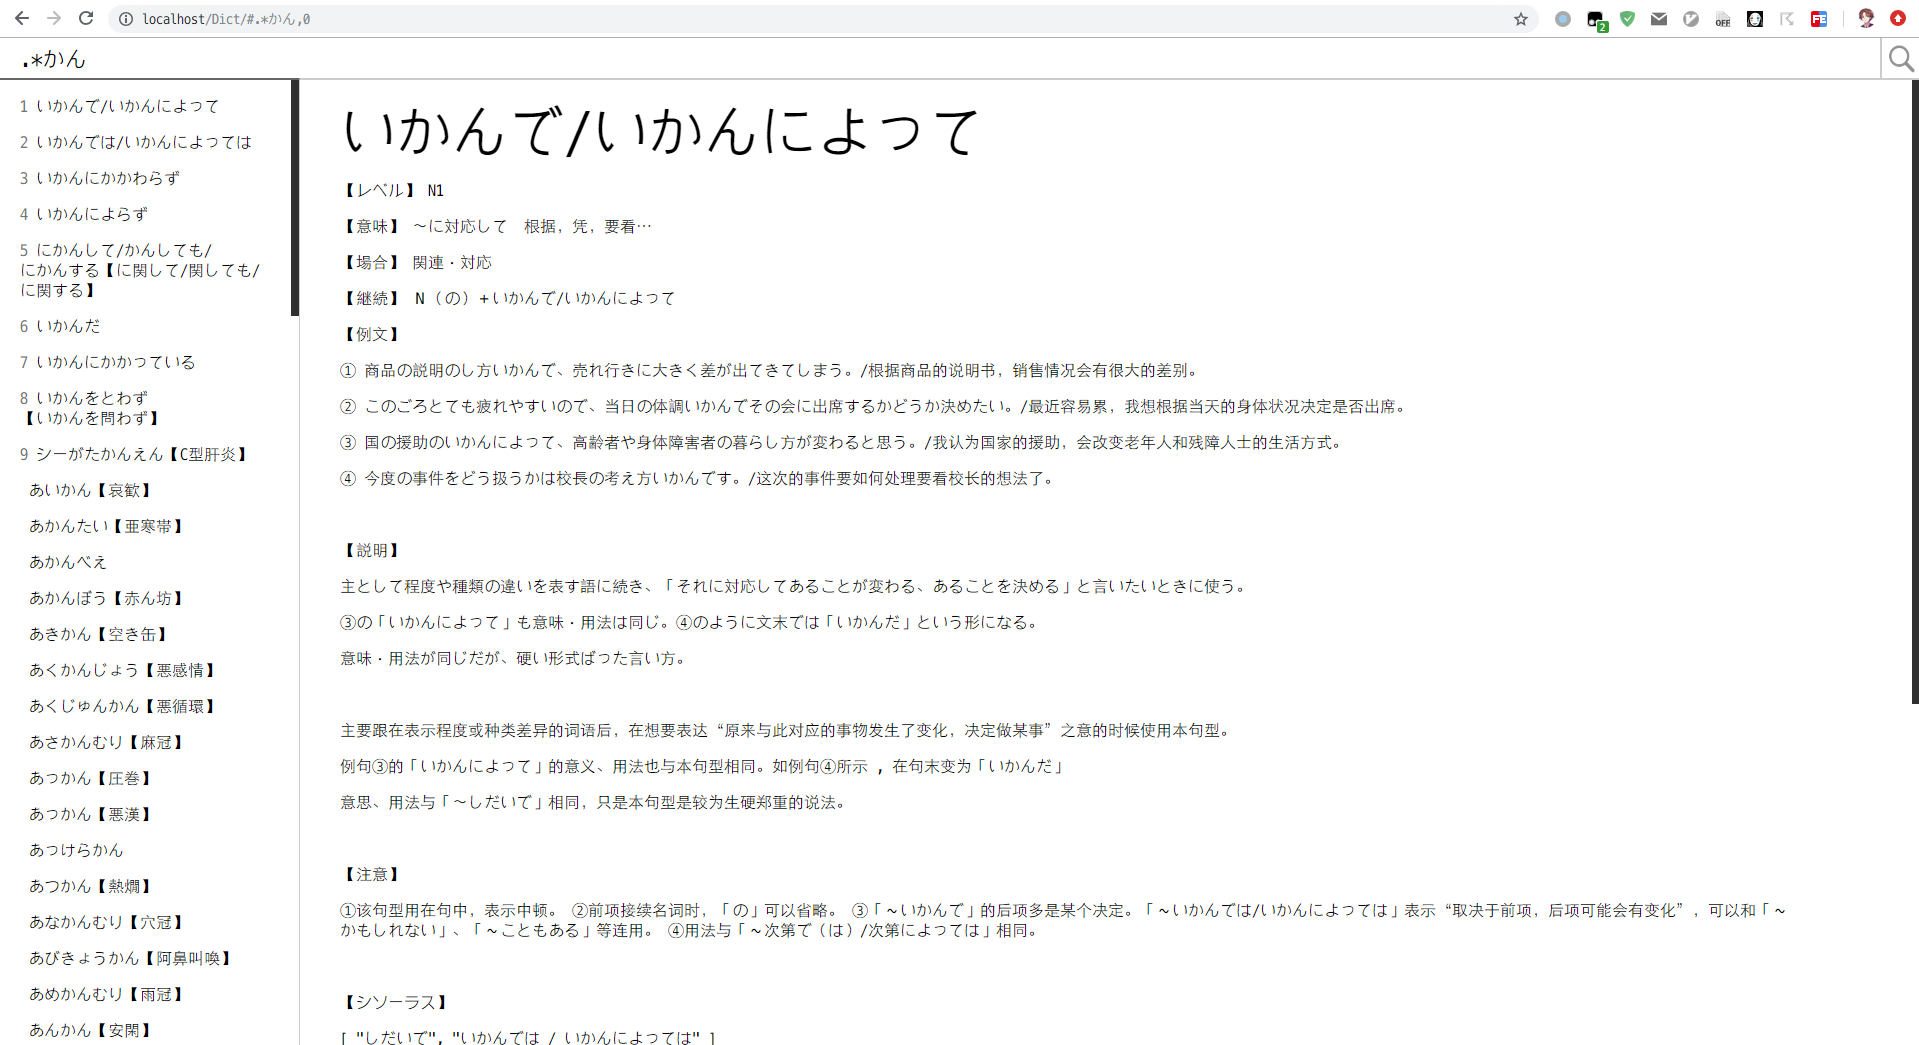 localhost/Dict/#.*かん,0
2
OFF
FE
.*かん
1 いかんで/いかんによって
2 いかんでは/いかんによっては
3 いかんにかかわらず
4 いかんによらず
5 にかんして/かんしても/
にかんする【に関して/関しても/
に関する】
6 いかんだ
7 いかんにかかっている
8 いかんをとわず
【いかんを問わず】
9 シーがたかんえん【C型肝炎】
あいかん【哀歓】
あかんたい【亜寒帯】
あかんべえ
あかんぼう【赤ん坊】
あきかん【空き缶】
あくかんじょう【悪感情】
あくじゅんかん【悪循環】
あさかんむり【麻冠】
あっかん【圧巻】
あっかん【悪漢】
あっけらかん
あつかん【熱燗】
あなかんむり【穴冠】
あびきょうかん【阿鼻叫喚】
あめかんむり【雨冠】
あんかん【安閑】
いかんで/いかんによって
【レベル】 N1
【意味】 ～に対応して　根据，凭，要看…
【場合】 関連・対応
【継続】 N（の）+いかんで/いかんによって
【例文】
① 商品の説明のし方いかんで、売れ行きに大きく差が出てきてしまう。/根据商品的说明书，销售情况会有很大的差别。
② このごろとても疲れやすいので、当日の体調いかんでその会に出席するかどうか決めたい。/最近容易累，我想根据当天的身体状况决定是否出席。
③ 国の援助のいかんによって、高齢者や身体障害者の暮らし方が変わると思う。/我认为国家的援助，会改变老年人和残障人士的生活方式。
④ 今度の事件をどう扱うかは校長の考え方いかんです。/这次的事件要如何处理要看校长的想法了。
【説明】
主として程度や種類の違いを表す語に続き、「それに対応してあることが変わる、あることを決める」と言いたいときに使う。
③の「いかんによって」も意味・用法は同じ。④のように文末では「いかんだ」という形になる。
意味・用法が同じだが、硬い形式ばった言い方。
主要跟在表示程度或种类差异的词语后，在想要表达“原来与此对应的事物发生了变化，决定做某事”之意的时候使用本句型。
例句③的「いかんによって」的意义、用法也与本句型相同。如例句④所示 , 在句末变为「いかんだ」
意思、用法与「～しだいで」相同，只是本句型是较为生硬郑重的说法。
【注意】
①该句型用在句中，表示中顿。 ②前项接续名词时，「の」可以省略。 ③「～いかんで」的后项多是某个决定。「～いかんでは/いかんによっては」表示“取决于前项，后项可能会有变化”，可以和「～
かもしれない」、「～こともある」等连用。 ④用法与「～次第で（は）/次第によっては」相同。
【シソーラス】
[ "しだいで", "いかんでは / いかんによっては" ]